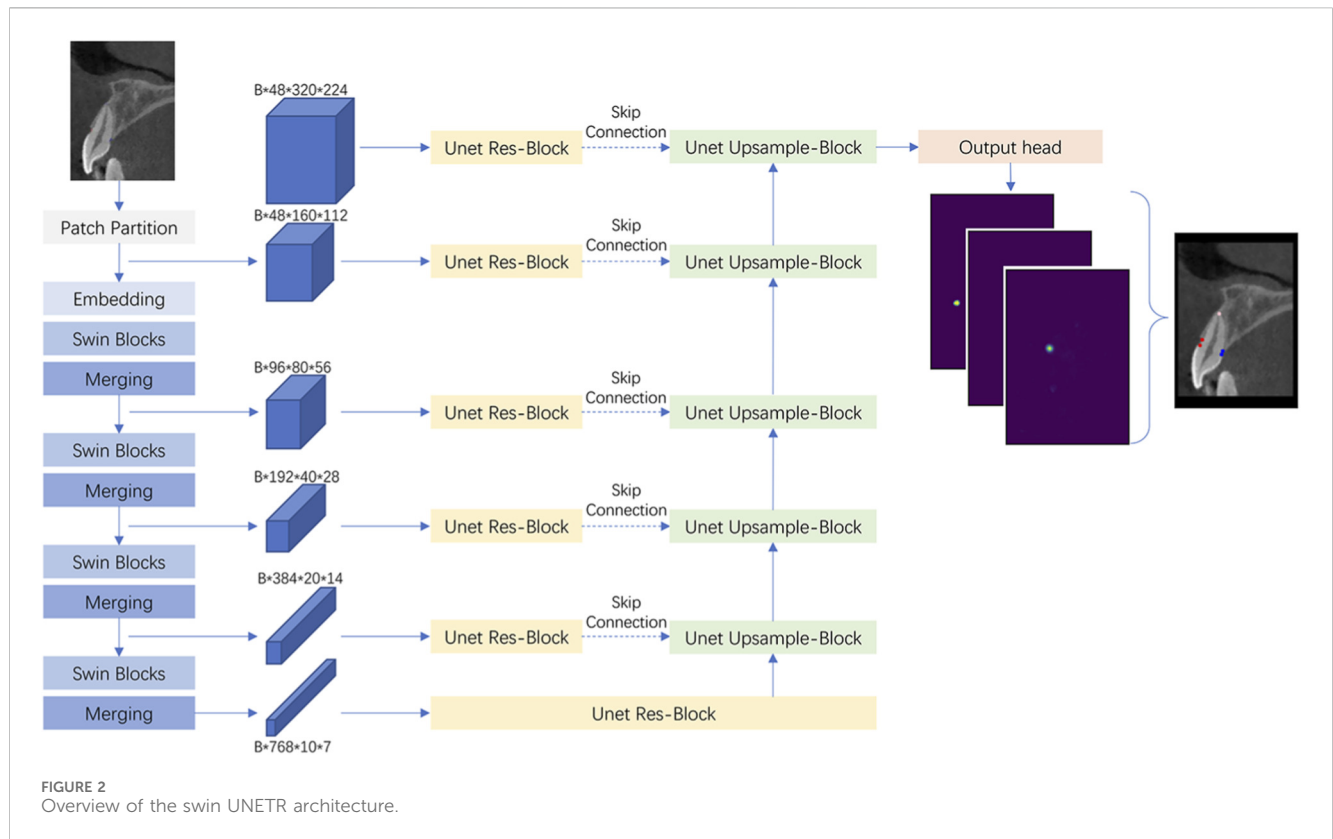 B*48*320*224
Skip
Connection
Unet Res-Block
Unet Upsample-Block
Output head
Patch Partition
B*48*160*112
Skip
Connection
Unet Res-Block
Unet Upsample-Block
Embedding
Swin Blocks
Merging
B*96*80*56
Skip
Connection
Unet Res-Block
Unet Upsample-Block
Swin Blocks
Merging
B*192*40*28
Skip
Connection
Unet Res-Block
Unet Upsample-Block
Swin Blocks
Merging
B*384*20*14
Skip
Connection
Unet Res-Block
Unet Upsample-Block
Swin Blocks
Merging
Unet Res-Block
B*768*10*7
FIGURE 2
Overview of the swin UNETR architecture.